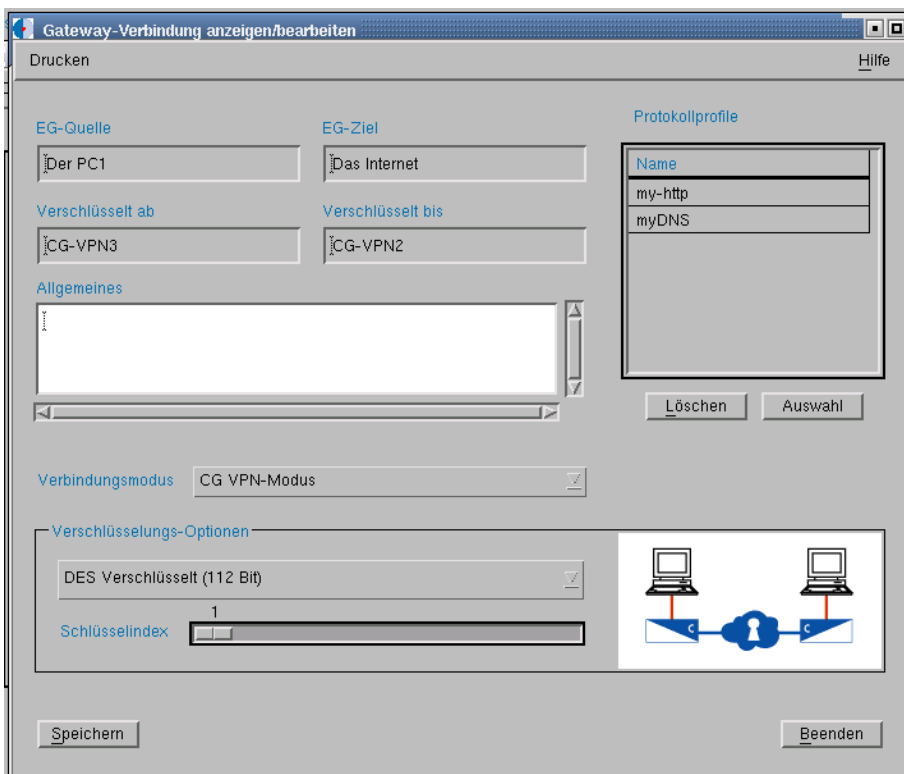 Gateway-Verbindung anzeigen/bearbeiten
Drucken Hilfe
EG-Quelle EG-Ziel Protokollprofile
Der PC1 Das Internet Name
my-http
myDNS
Verschlüsselt ab Verschlüsselt bis
CG-VPN3 CG-VPN2
Allgemeines
Löschen Auswahl
Verbindungsmodus CG VPN-Modus
Verschlüsselungs-Optionen
DES Verschlüsselt (112 Bit)
1
Schlüsselindex
C C
Speichern Beenden